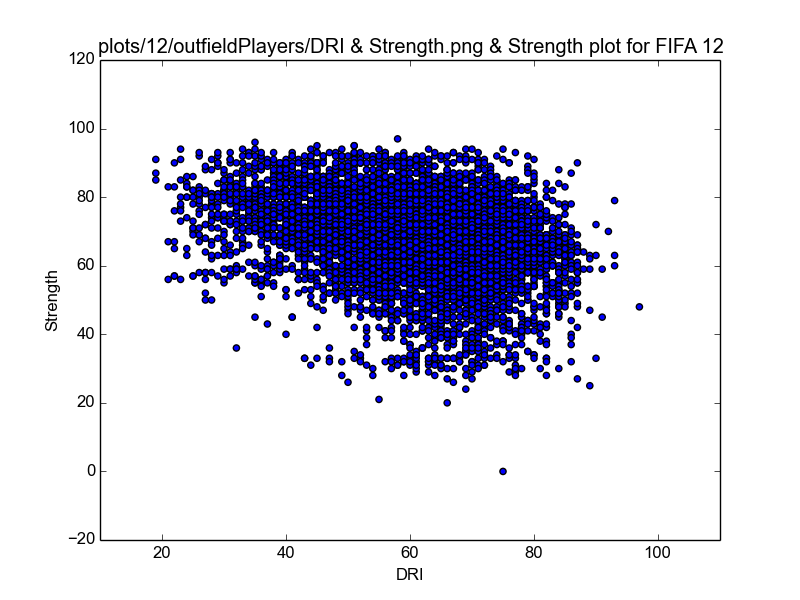 plots/12/outfieldPlayers/DRI & Strength.png & Strength plot for FIFA 12
120
100
80
60
40
20
0
−20
Strength
20 40 60 80 100
DRI